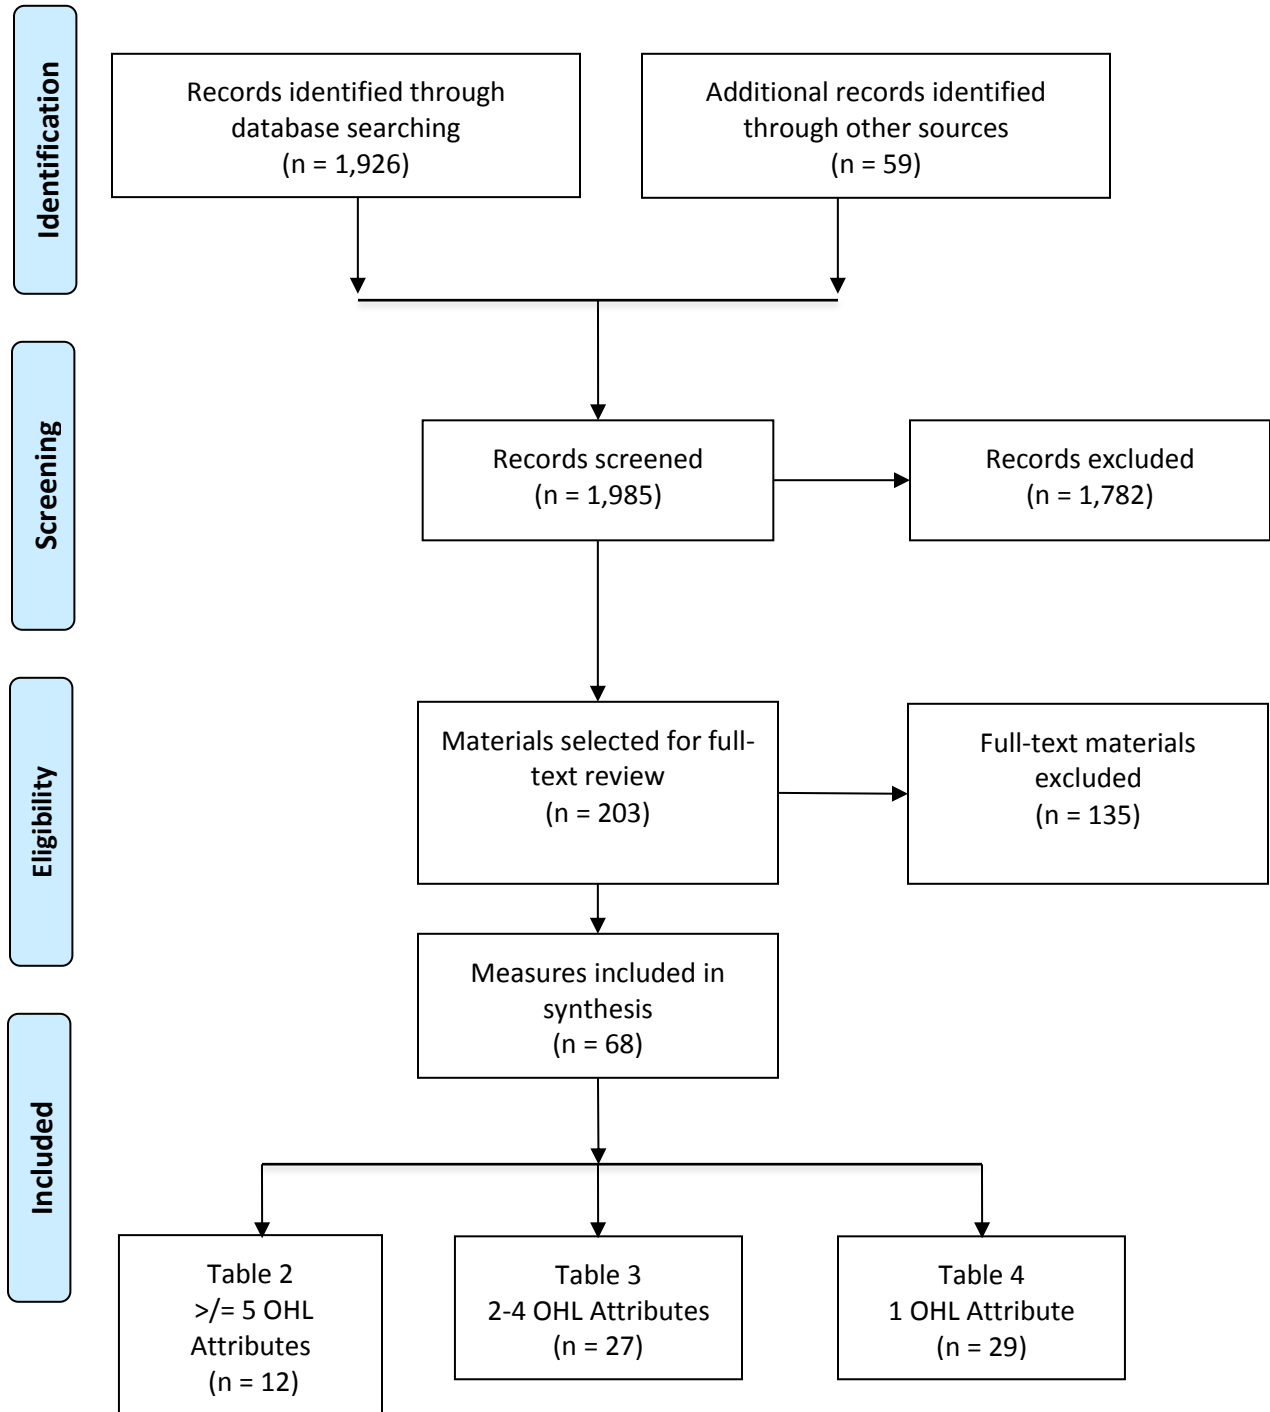 Identification
Records identified through
database searching
(n = 1,926)
Additional records identified
through other sources
(n = 59)
Screening
Records screened
(n = 1,985)
Records excluded
(n = 1,782)
Eligibility
Materials selected for full-
text review
(n = 203)
Full-text materials
excluded
(n = 135)
Measures included in
synthesis
(n = 68)
Included
Table 2
>/= 5 OHL
Attributes
(n = 12)
Table 3
2-4 OHL Attributes
(n = 27)
Table 4
1 OHL Attribute
(n = 29)